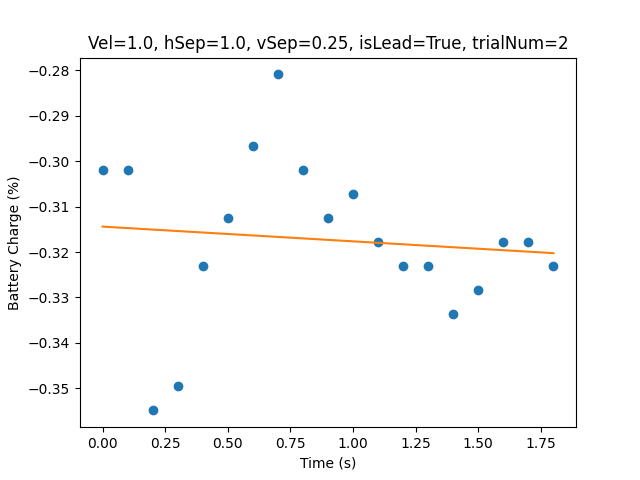 Vel=1.0, hSep=1.0, vSep=0.25, isLead=True, trialNum=2
Battery Charge (%)
−0.28
−0.29
−0.30
−0.31
−0.32
−0.33
−0.34
−0.35
0.00 0.25 0.50 0.75 1.00 1.25 1.50 1.75
Time (s)